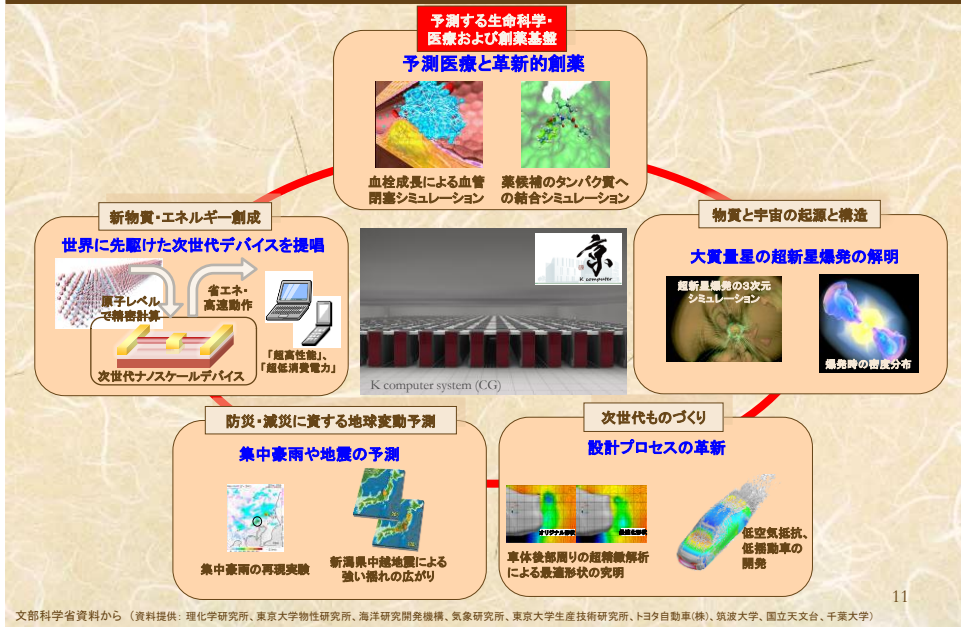 予測する生命科学・
医療および創薬基盤
予測医療と革新的創薬
血栓成長による血管
閉塞シミュレーション
薬候補のタンパク質へ
の結合シミュレーション
新物質・エネルギー創成
世界に先駆けた次世代デバイスを提唱
原子レベル
で精密計算
省エネ・
高速動作
次世代ナノスケールデバイス
「超高性能」、
「超低消費電力」
京
K computer
K computer system (CG)
物質と宇宙の起源と構造
大質量星の超新星爆発の解明
超新星爆発の3次元
シミュレーション
爆発時の密度分布
防災・減災に資する地球変動予測
集中豪雨や地震の予測
集中豪雨の再現実験
新潟県中越地震による
強い揺れの広がり
次世代ものづくり
設計プロセスの革新
オリジナル形状
最適化形状
車体後部周りの超精緻解析
による最適形状の究明
低空気抵抗、
低揺動車の
開発
11
文部科学省資料から （資料提供： 理化学研究所、東京大学物性研究所、海洋研究開発機構、気象研究所、東京大学生産技術研究所、トヨタ自動車(株)、筑波大学、国立天文台、千葉大学）